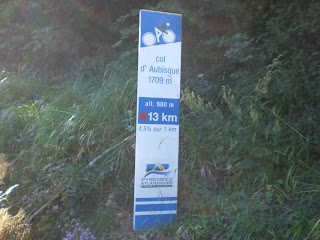 col
d'Aubisque
1709 m
alt. 680 m
13 km
4,5% sur 1 km
PYRENEES
ATLANTIQUES